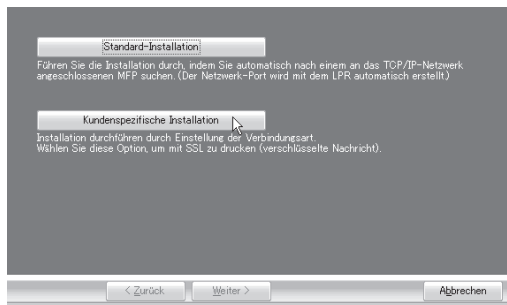 Standard-Installation
Führen Sie die Installation durch, indem Sie automatisch nach einem an das TCP/IP-Netzwerk
angeschlossenen MFP suchen. (Der Netzwerk-Port wird mit dem LPR automatisch erstellt.)
Kundenspezifische Installation
Installation durchführen durch Einstellung der Verbindungsart.
Wählen Sie diese Option, um mit SSL zu drucken (verschlüsselte Nachricht).
< Zurück Weiter > Abbrechen